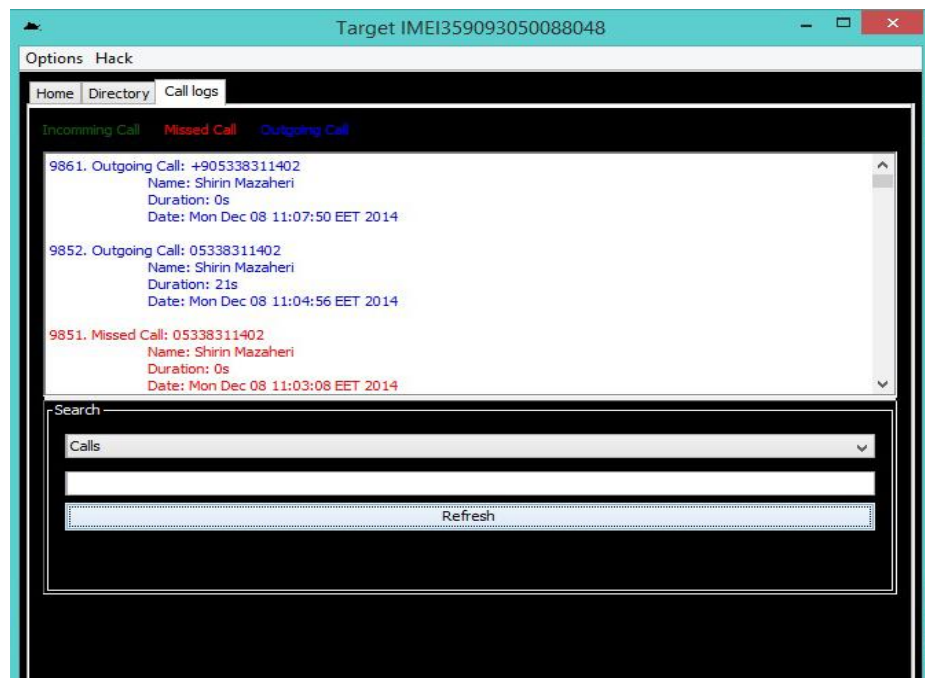 Target IMEI359093050088048
Options Hack
Home Directory Call logs
Incomming Call Missed Call Outgoing Call
9861. Outgoing Call: +905338311402
Name: Shirin Mazaheri
Duration: 0s
Date: Mon Dec 08 11:07:50 EET 2014
9852. Outgoing Call: 05338311402
Name: Shirin Mazaheri
Duration: 21s
Date: Mon Dec 08 11:04:56 EET 2014
9851. Missed Call: 05338311402
Name: Shirin Mazaheri
Duration: 0s
Date: Mon Dec 08 11:03:08 EET 2014
Search
Calls
Refresh